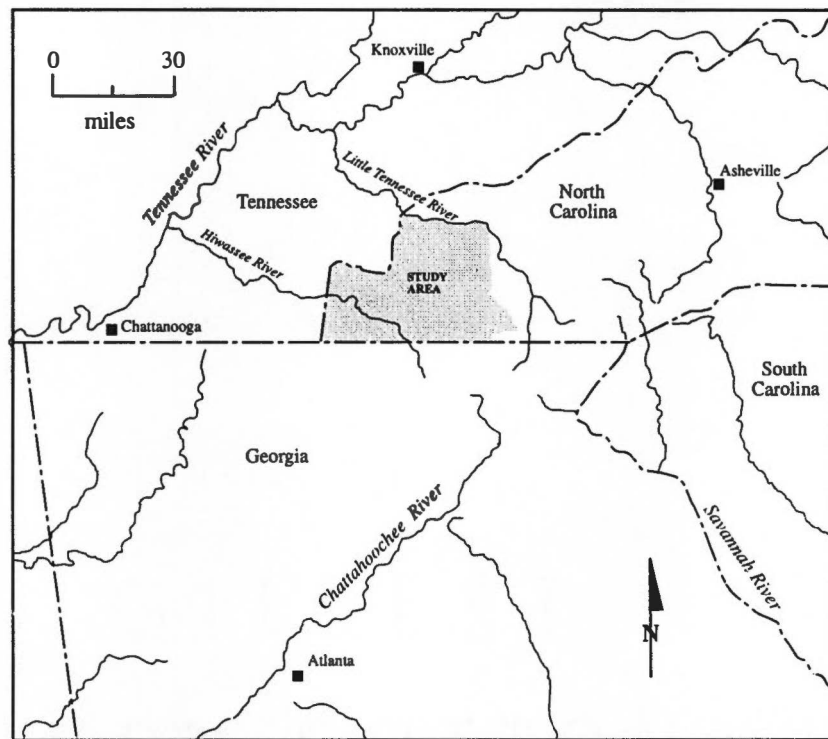 Knoxville
0 30
miles
Tennessee River
Little Tennessee River
Asheville
North
Carolina
Tennessee
Hiwassee River
STUDY
AREA
Chattanooga
South
Carolina
Georgia
Chattahoochee River
Savannah River
N
Atlanta